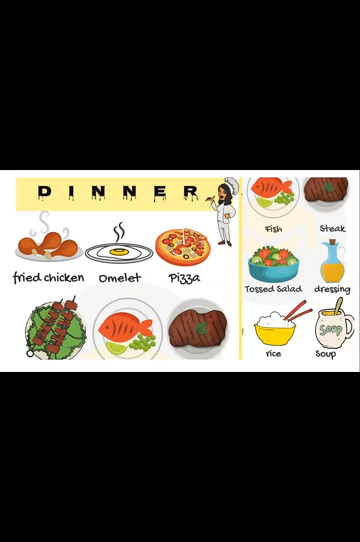 DINNER
fried chicken Omelet Pizza
Fish Steak
Tossed Salad dressing
Soup
rice Soup